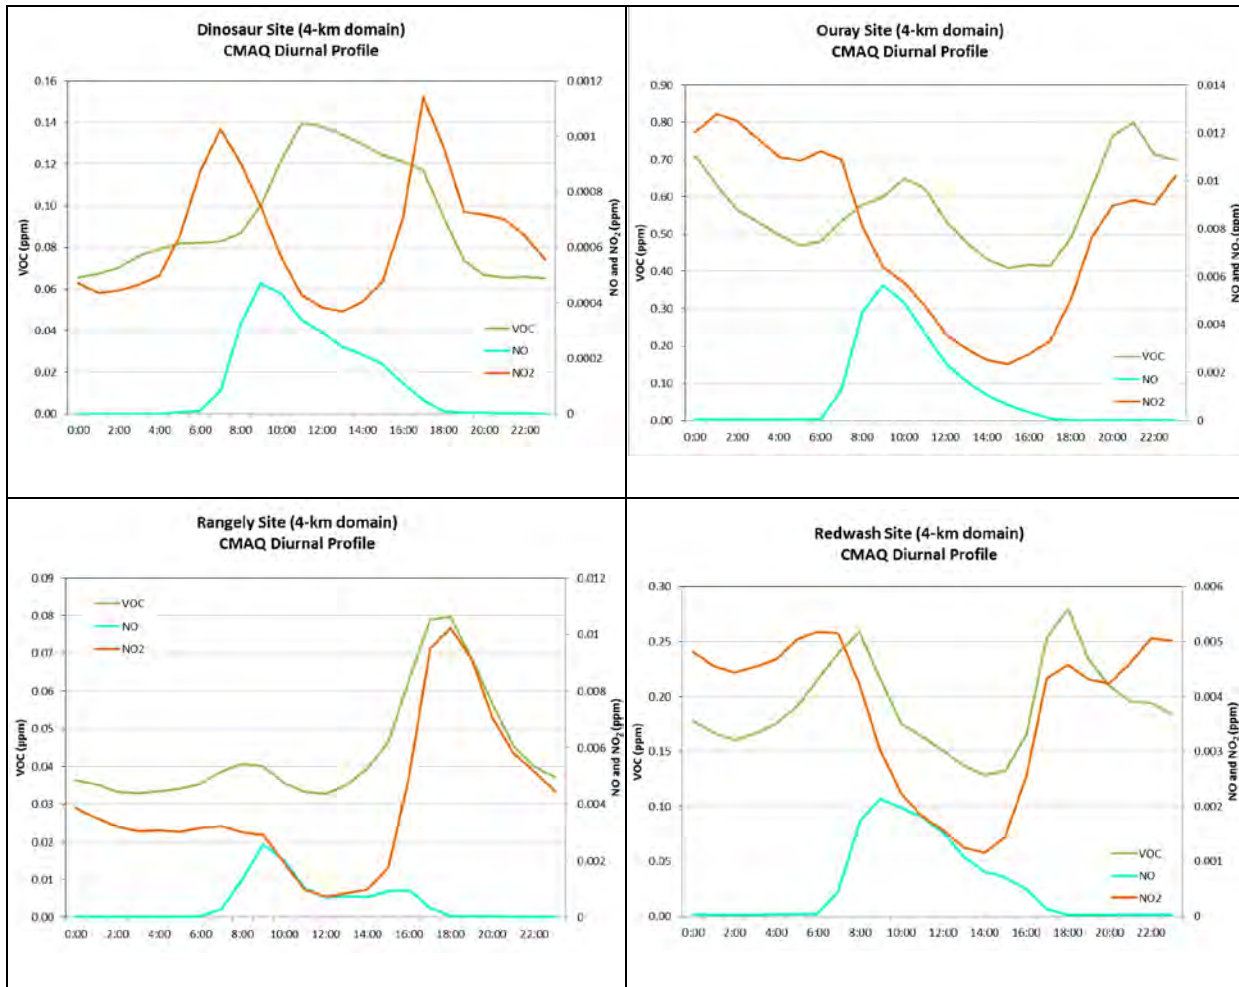 Dinosaur Site (4-km domain)
CMAQ Diurnal Profile
0.16
0.14
0.12
0.10
0.08
0.06
0.04
0.02
0.00
VOC (ppm)
0.0012
0.001
0.0008
0.0006
0.0004
0.0002
0
NO and NO2 (ppm)
VOC
NO
NO2
0:00 2:00 4:00 6:00 8:00 10:00 12:00 14:00 16:00 18:00 20:00 22:00
Ouray Site (4-km domain)
CMAQ Diurnal Profile
0.90
0.80
0.70
0.60
0.50
0.40
0.30
0.20
0.10
0.00
VOC (ppm)
0.014
0.012
0.01
0.008
0.006
0.004
0.002
0
NO and NO2 (ppm)
VOC
NO
NO2
0:00 2:00 4:00 6:00 8:00 10:00 12:00 14:00 16:00 18:00 20:00 22:00
Rangely Site (4-km domain)
CMAQ Diurnal Profile
0.09
0.08
0.07
0.06
0.05
0.04
0.03
0.02
0.01
0.00
VOC (ppm)
0.012
0.01
0.008
0.006
0.004
0.002
0
NO and NO2 (ppm)
VOC
NO
NO2
0:00 2:00 4:00 6:00 8:00 10:00 12:00 14:00 16:00 18:00 20:00 22:00
Redwash Site (4-km domain)
CMAQ Diurnal Profile
0.30
0.25
0.20
0.15
0.10
0.05
0.00
VOC (ppm)
0.006
0.005
0.004
0.003
0.002
0.001
0
NO and NO2 (ppm)
VOC
NO
NO2
0:00 2:00 4:00 6:00 8:00 10:00 12:00 14:00 16:00 18:00 20:00 22:00